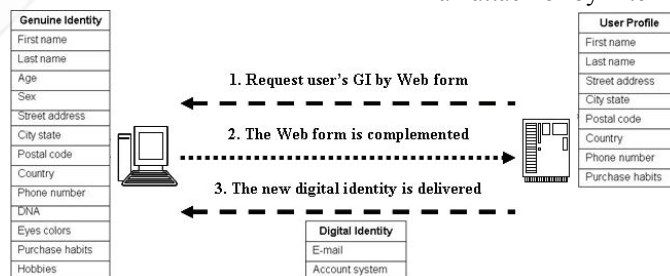 Genuine Identity
First name
Last name
Age
Sex
Street address
City state
Postal code
Country
Phone number
DNA
Eyes colors
Purchase habits
Hobbies
1. Request user's GI by Web form
2. The Web form is complemented
3. The new digital identity is delivered
Digital Identity
E-mail
Account system
User Profile
First name
Last name
Street address
City state
Postal code
Country
Phone number
Purchase habits